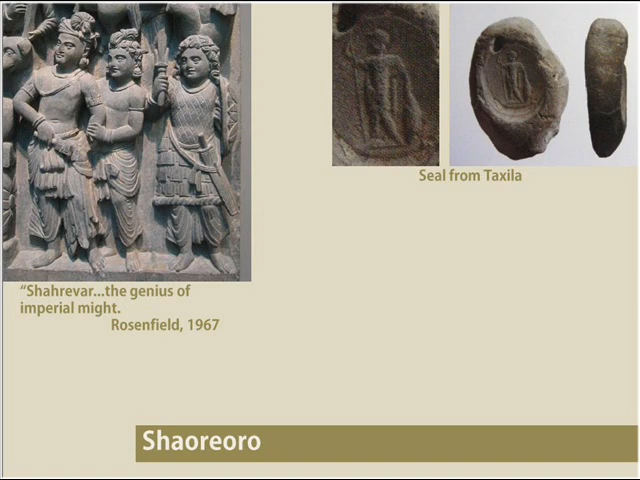 Seal from Taxila
“Shahrevar...the genius of
imperial might.
Rosenfield, 1967
Shaoreoro